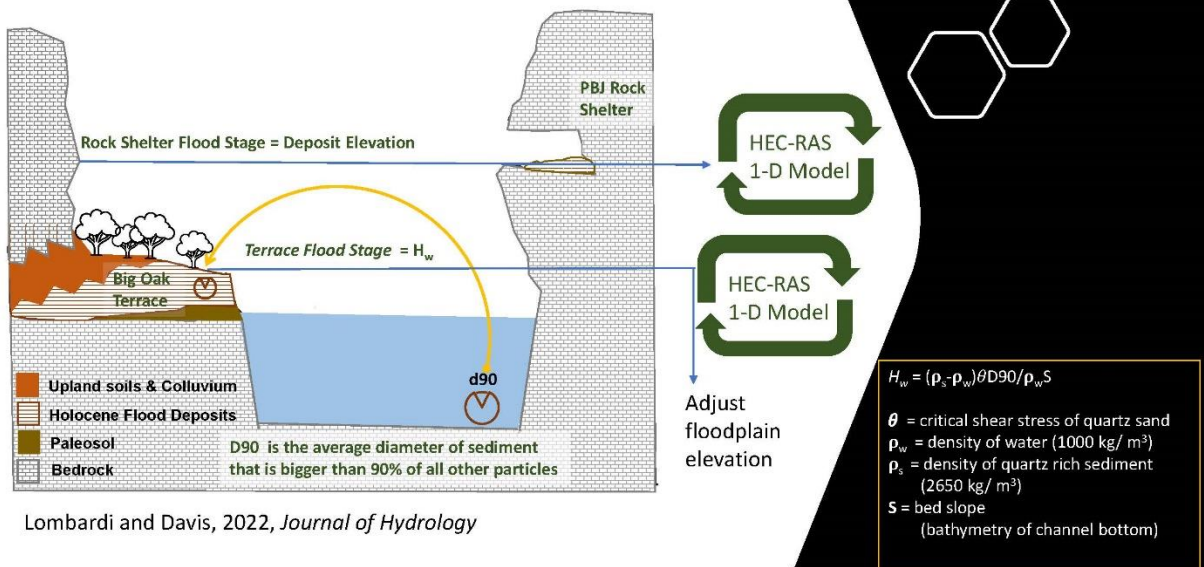 PBJ Rock
Shelter
Rock Shelter Flood Stage = Deposit Elevation
HEC-RAS
1-D Model
Terrace Flood Stage = Hw
Big Oak
Terrace
HEC-RAS
1-D Model
d90
Upland soils & Colluvium
Holocene Flood Deposits
Paleosol
Bedrock
D90 is the average diameter of sediment
that is bigger than 90% of all other particles
Adjust
floodplain
elevation
Lombardi and Davis, 2022, Journal of Hydrology
Hw = (ρs-ρw)θD90/ρwS
θ = critical shear stress of quartz sand
ρw = density of water (1000 kg/ m³)
ρs = density of quartz rich sediment
(2650 kg/ m³)
S = bed slope
(bathymetry of channel bottom)